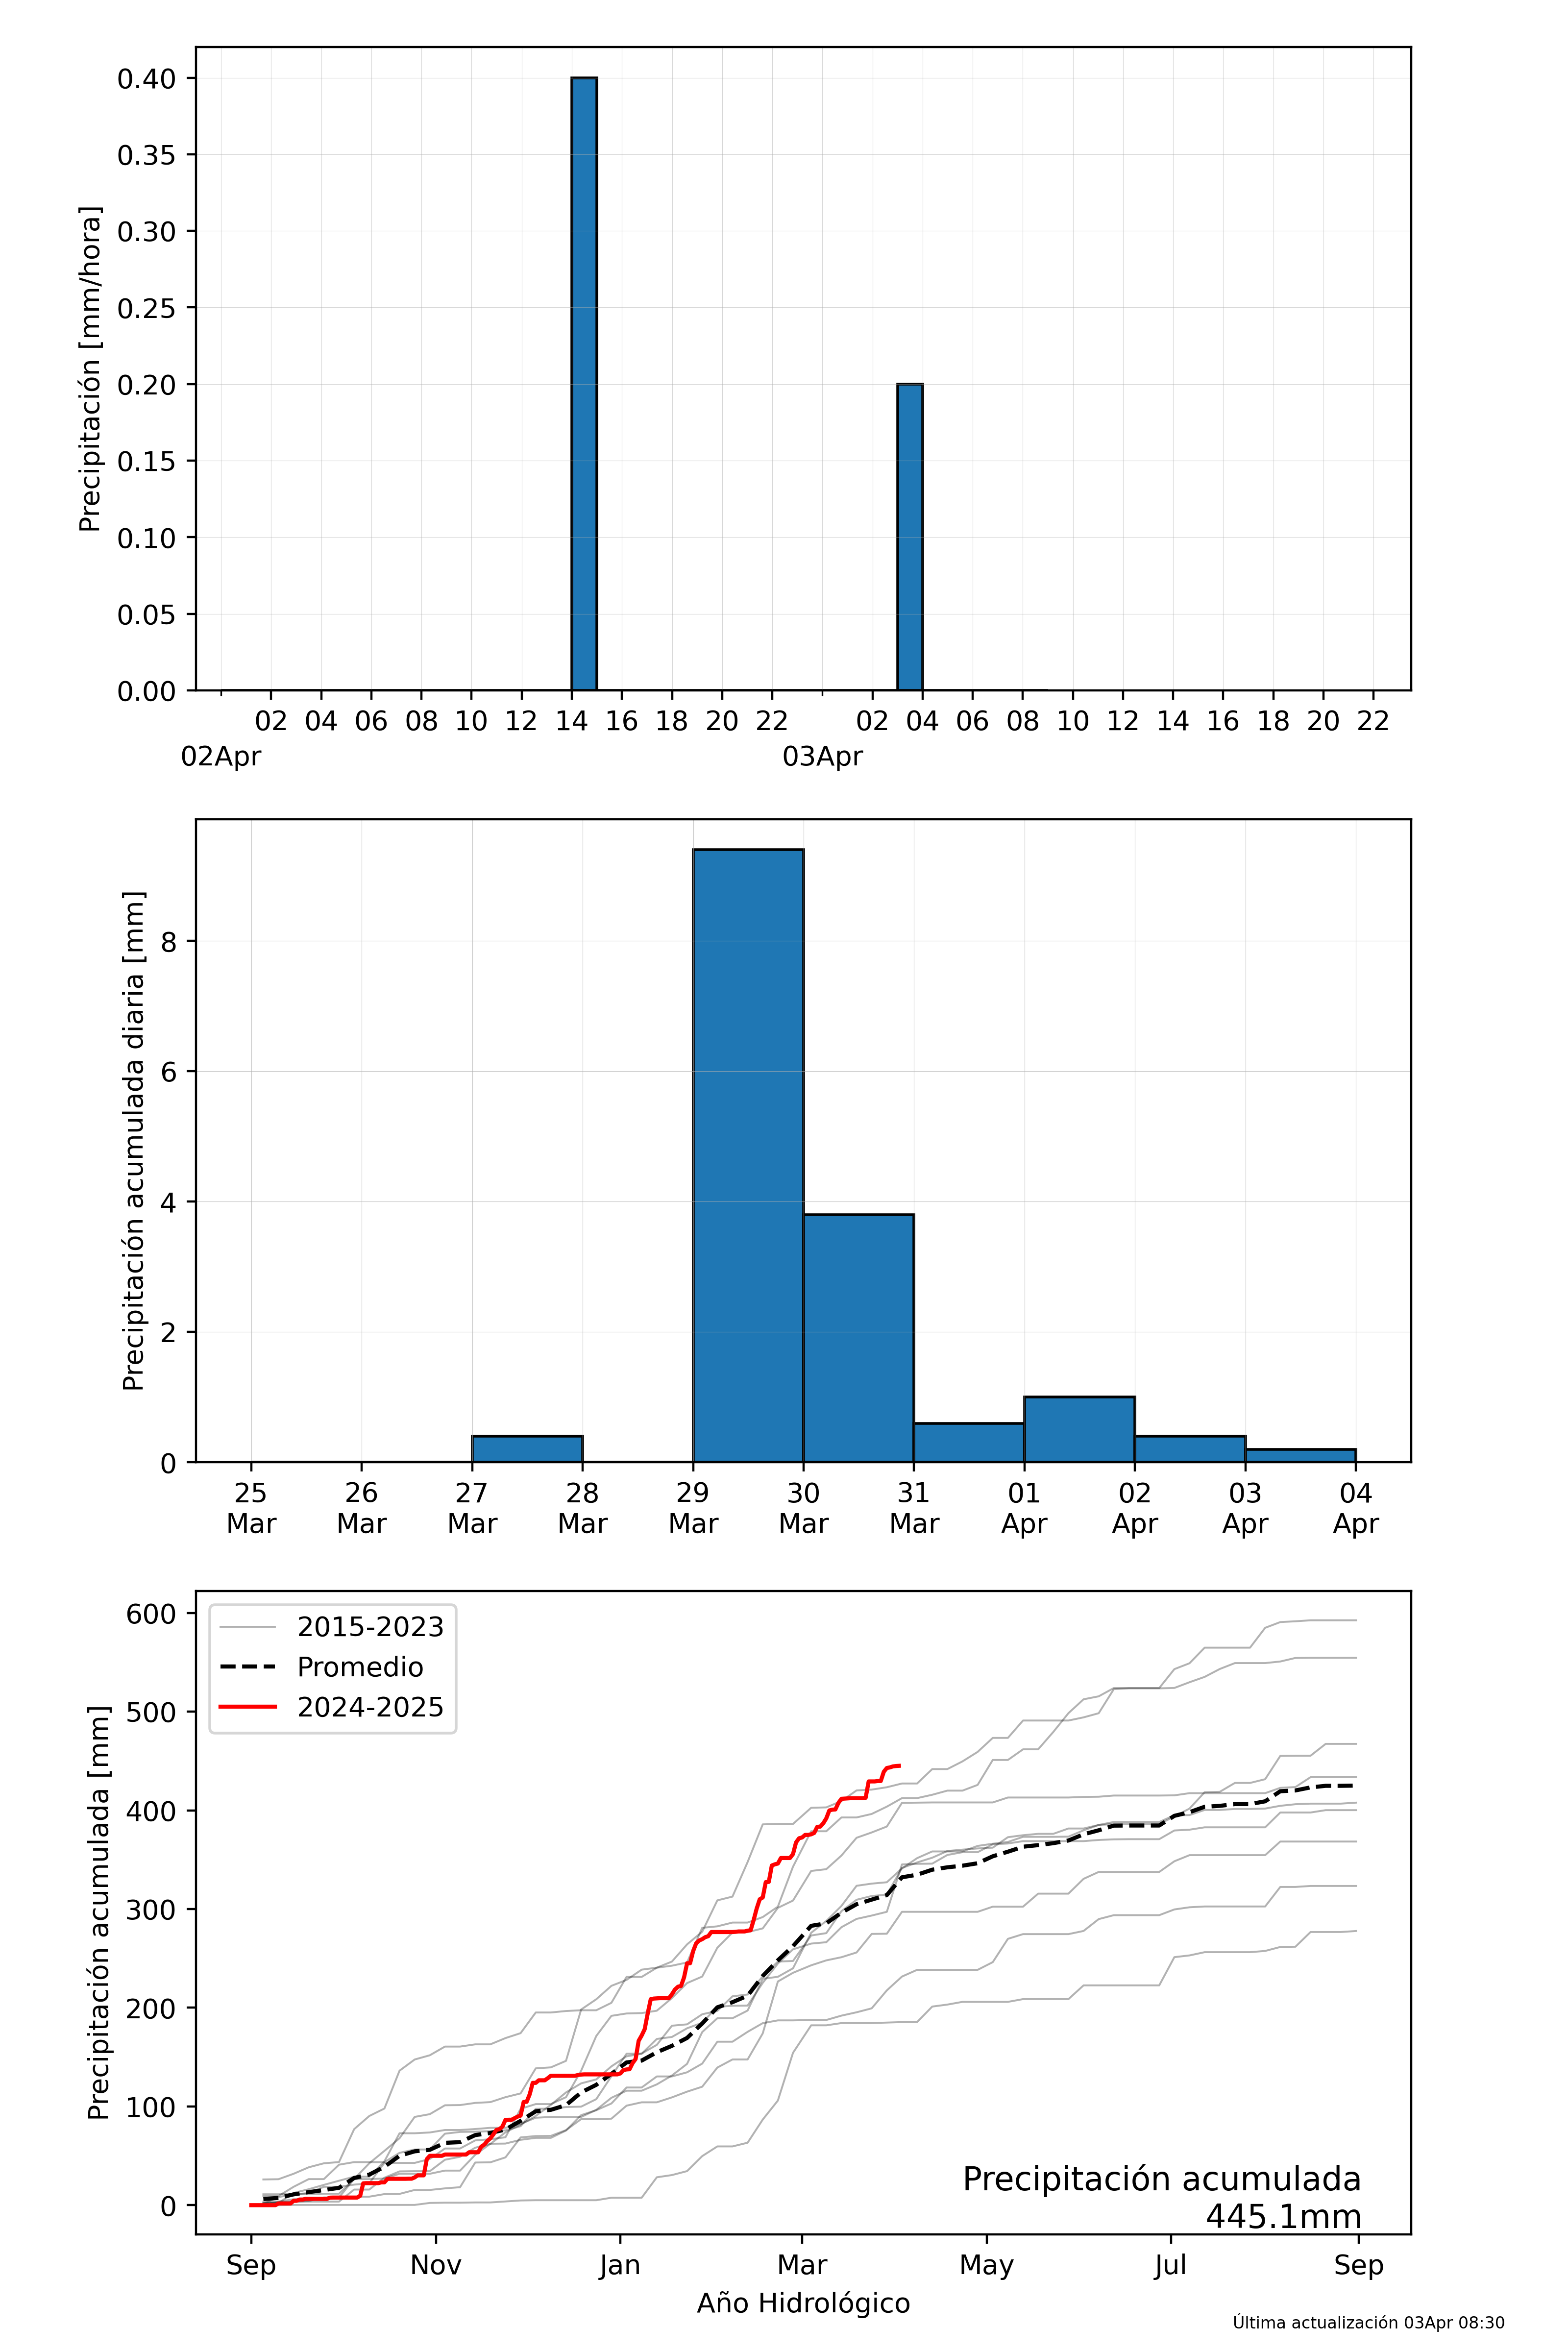 Precipitación [mm/hora]
0.40
0.35
0.30
0.25
0.20
0.15
0.10
0.05
0.00
02 04 06 08 10 12 14 16 18 20 22 02 04 06 08 10 12 14 16 18 20 22
02Apr 03Apr
Precipitación acumulada diaria [mm]
8
6
4
2
0
25 26 27 28 29 30 31 01 02 03 04
Mar Mar Mar Mar Mar Mar Mar Apr Apr Apr Apr
Precipitación acumulada [mm]
600
500
400
300
200
100
0
2015-2023
Promedio
2024-2025
Precipitación acumulada
445.1mm
Sep Nov Jan Mar May Jul Sep
Año Hidrológico
Última actualización 03Apr 08:30